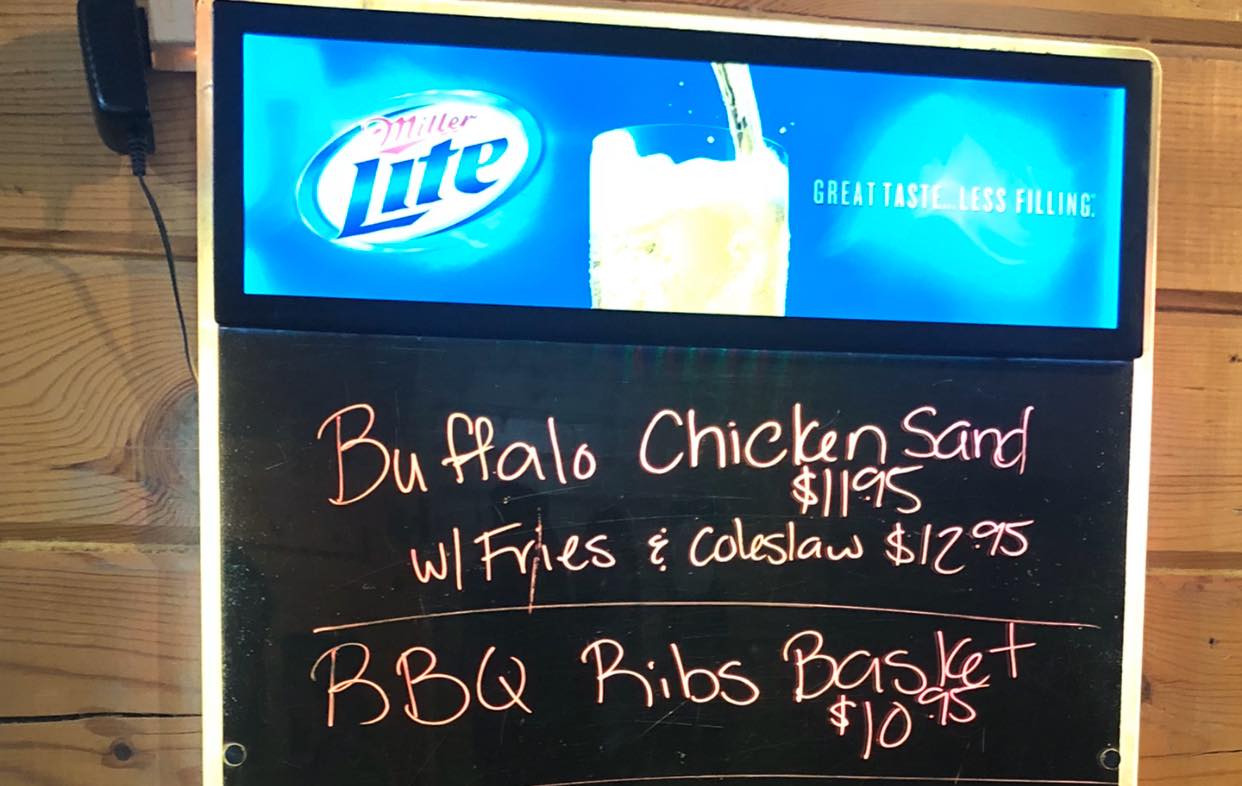 Miller
Lite
GREAT TASTE...LESS FILLING.
Buffalo Chicken Sand
$11.95
w/ Fries & Coleslaw $12.95
BBQ Ribs Basket
$10.95